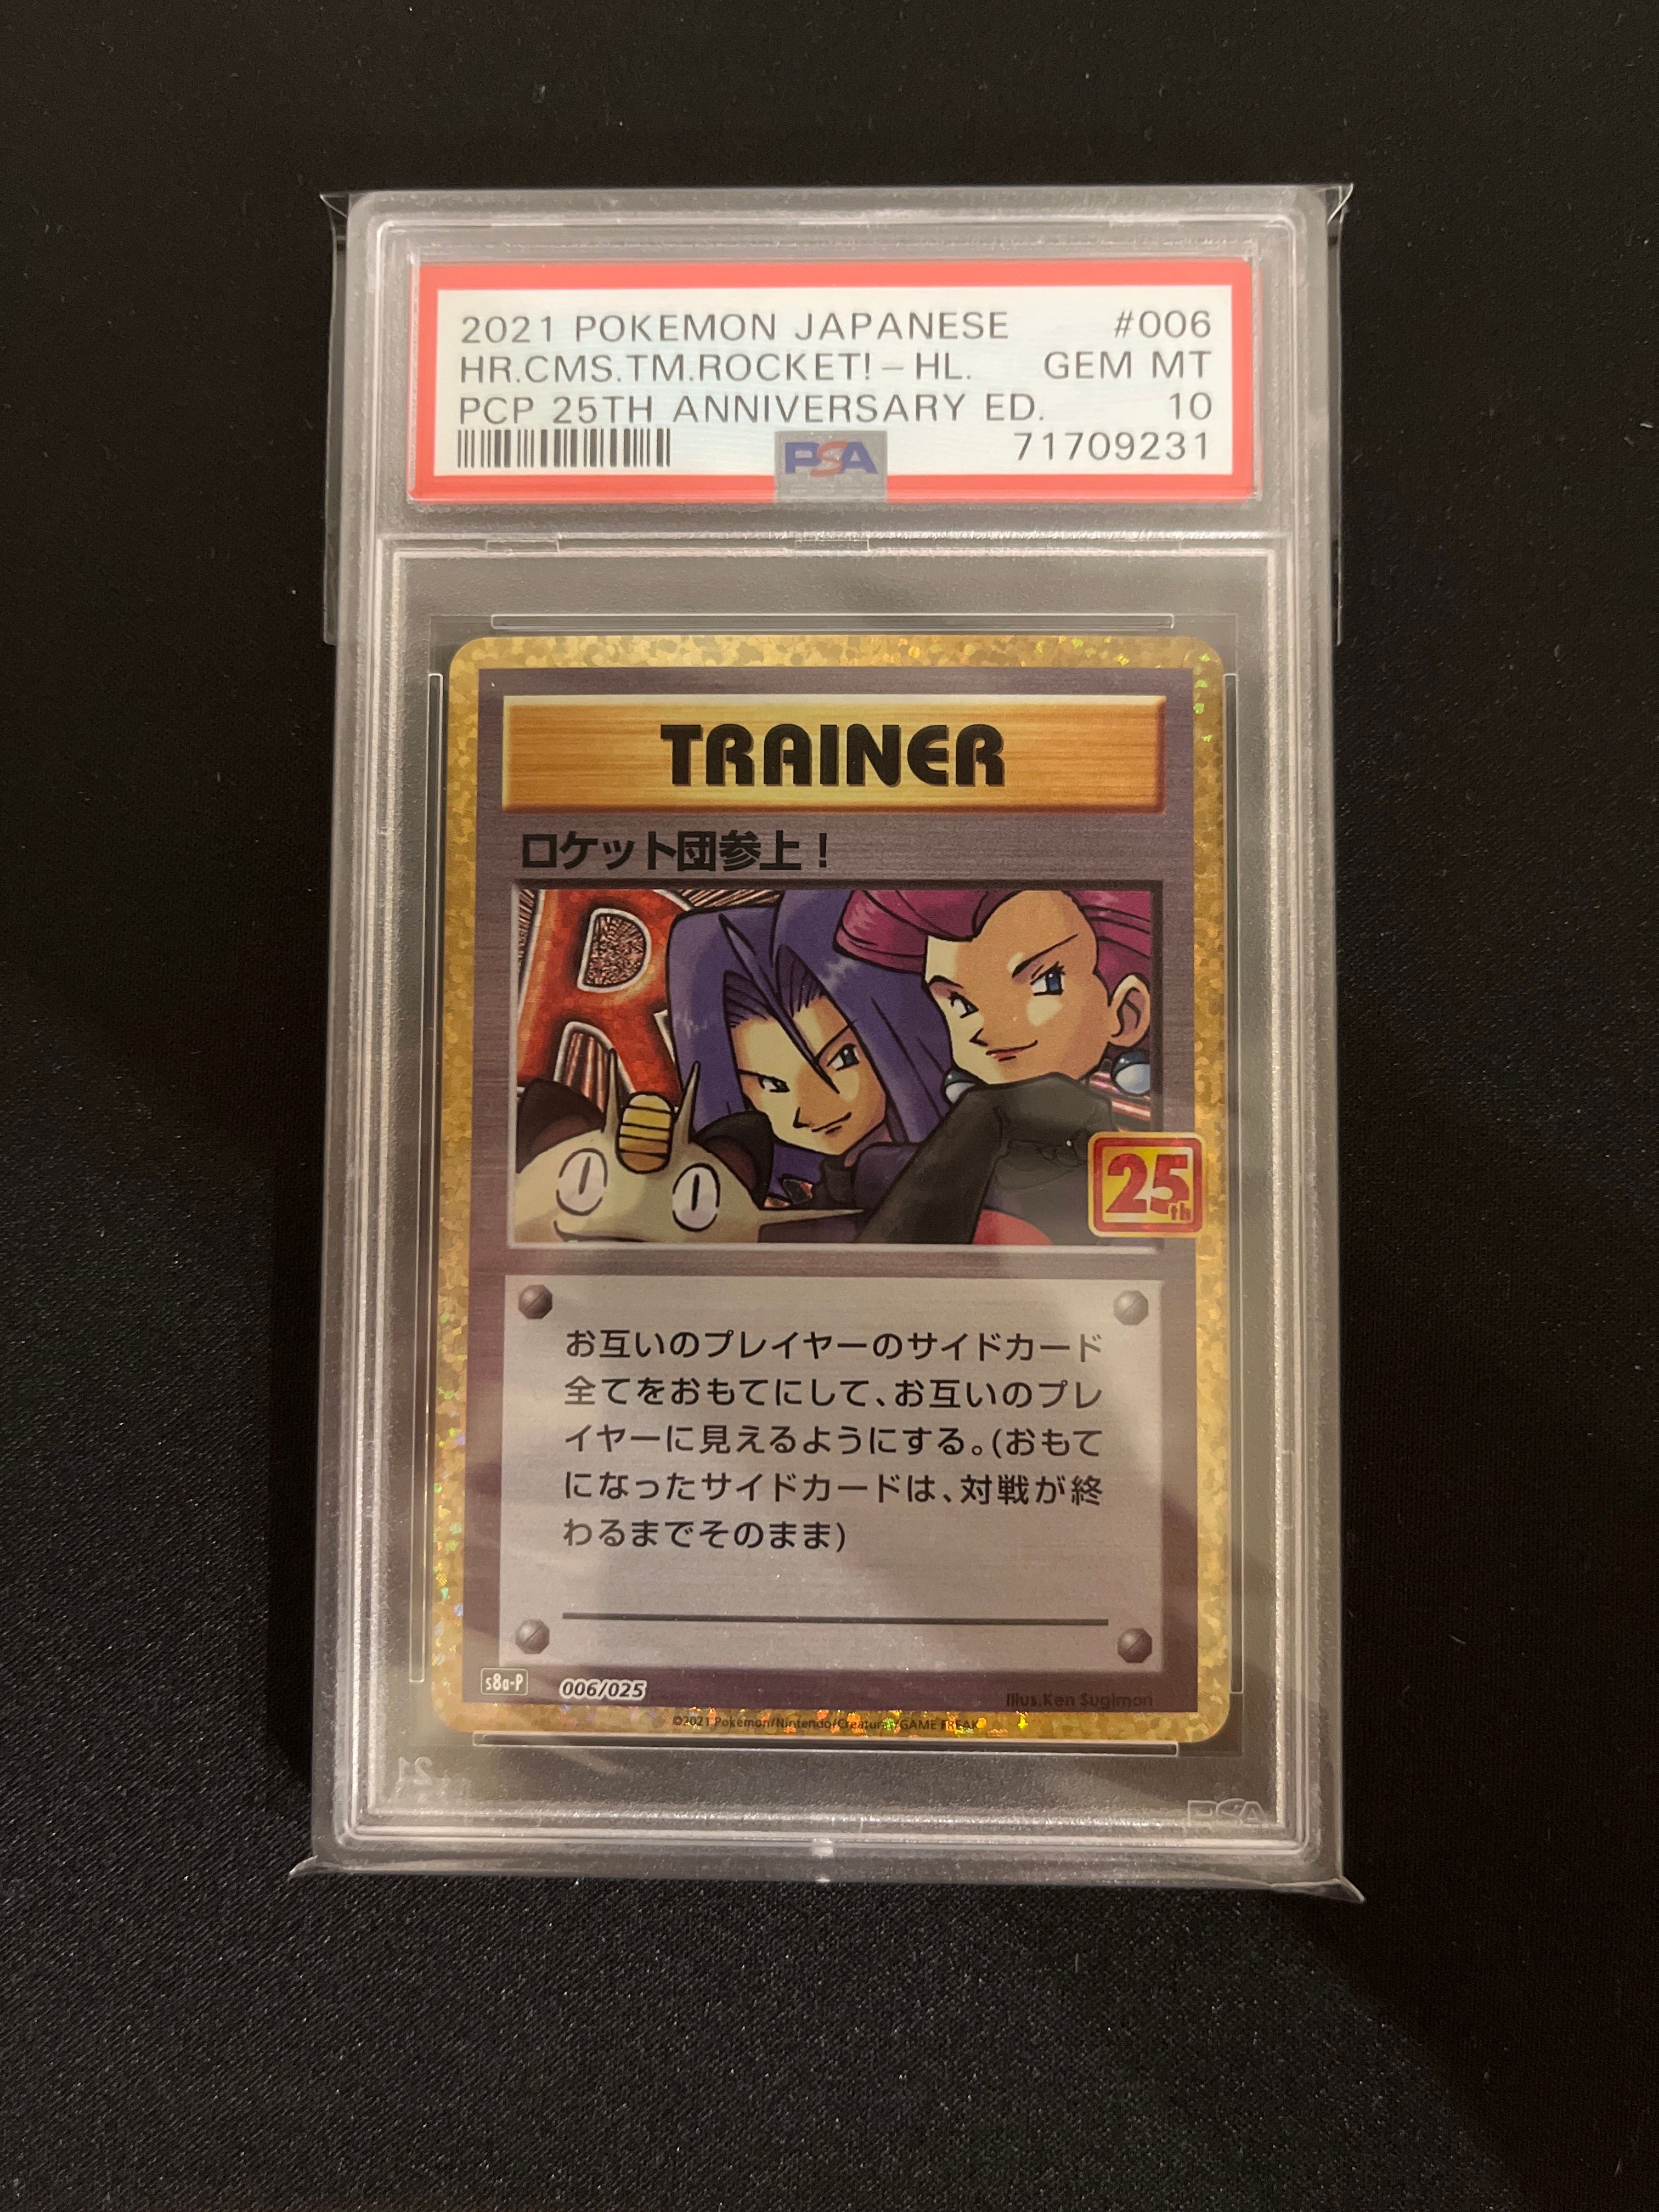 2021 POKEMON JAPANESE #006
HR.CMS.TM.ROCKET!-HL. GEM MT
PCP 25TH ANNIVERSARY ED. 10
PSA 71709231
TRAINER
ロケット団参上!
R
25th
お互いのプレイヤーのサイドカード
全てをおもてにして、お互いのプレ
イヤーに見えるようにする。(おもて
になったサイドカードは、対戦が終
わるまでそのまま)
s8a-P 006/025 Illus.Ken Sugimori
©2021 Pokémon/Nintendo/Creatures/GAME FREAK
PSA